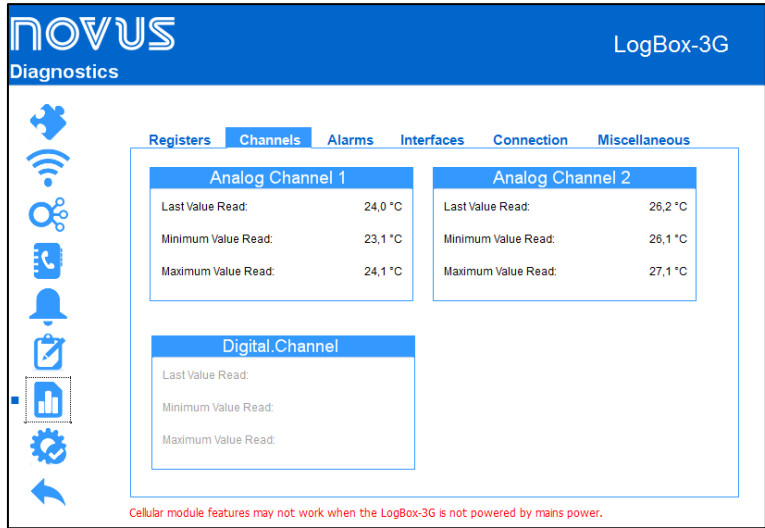 NOVUS
LogBox-3G
Diagnostics
Registers Channels Alarms Interfaces Connection Miscellaneous
Analog Channel 1
Last Value Read: 24,0 °C
Minimum Value Read: 23,1 °C
Maximum Value Read: 24,1 °C
Analog Channel 2
Last Value Read: 26,2 °C
Minimum Value Read: 26,1 °C
Maximum Value Read: 27,1 °C
Digital.Channel
Last Value Read:
Minimum Value Read:
Maximum Value Read:
Cellular module features may not work when the LogBox-3G is not powered by mains power.